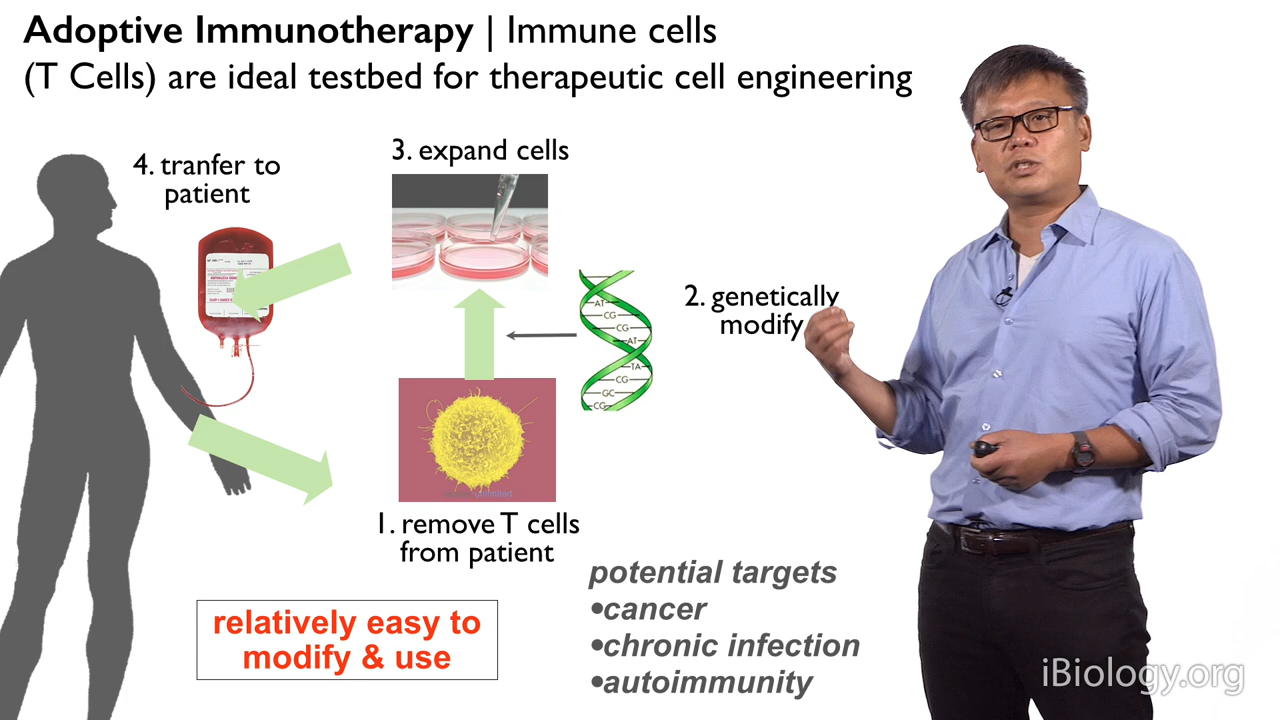 Adoptive Immunotherapy | Immune cells
(T Cells) are ideal testbed for therapeutic cell engineering
4. tranfer to
patient
3. expand cells
2. genetically
modify
AT
CG
CG
AT
TA
CG
GC
CG
1. remove T cells
from patient
relatively easy to
modify & use
potential targets
•cancer
•chronic infection
•autoimmunity
iBiology.org